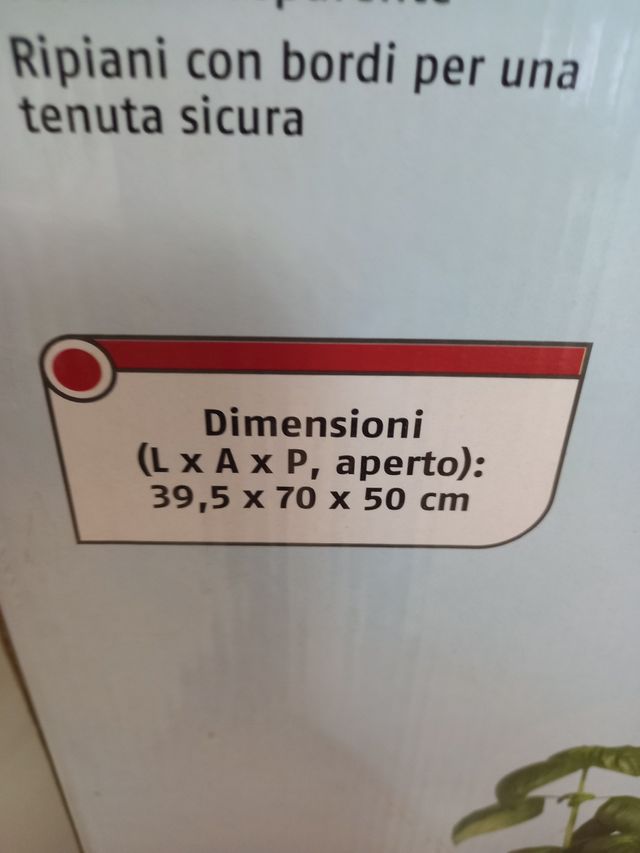 Ripiani con bordi per una
tenuta sicura
Dimensioni
(L x A x P, aperto):
39,5 x 70 x 50 cm